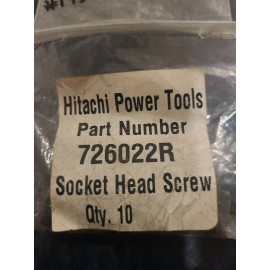 Hitachi Power Tools
Part Number
726022R
Socket Head Screw
Qty. 10